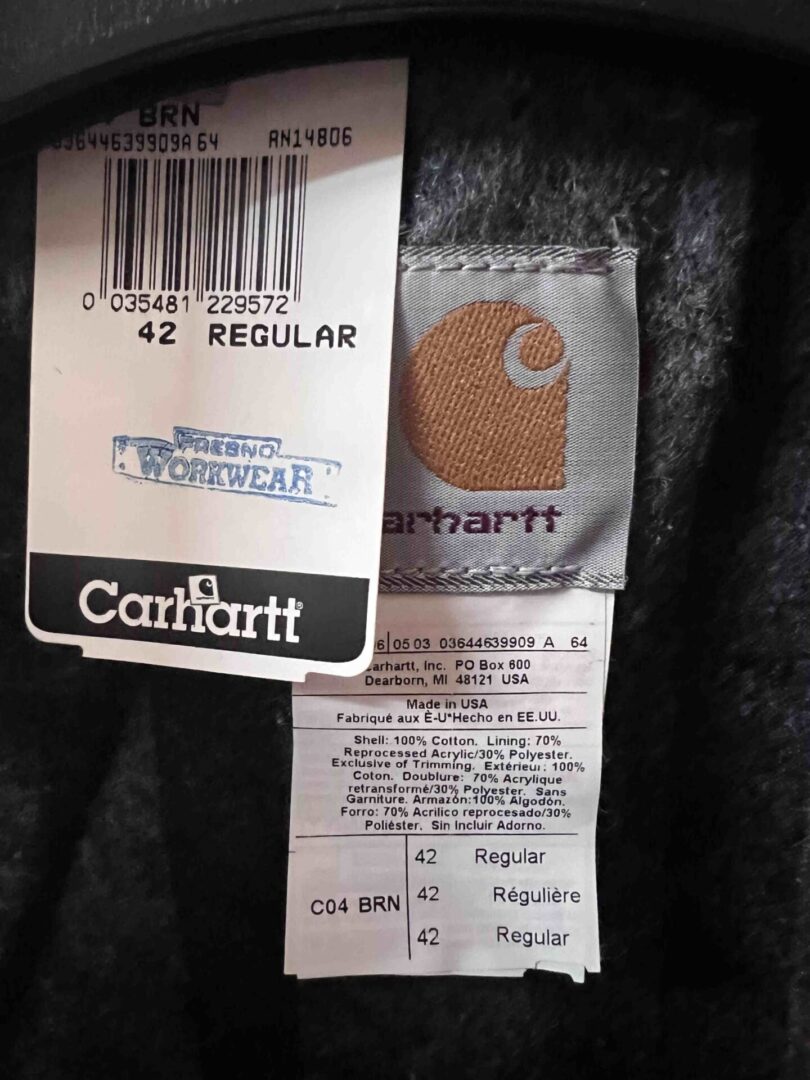 BRN
3644639909A 64 AN14806
0 035481 229572
42 REGULAR
FRESNO
WORKWEAR
Carhartt®
arhartt
6 05 03 03644639909 A 64
Carhartt, Inc. PO Box 600
Dearborn, MI 48121 USA
Made in USA
Fabriqué aux È-U*Hecho en EE.UU.
Shell: 100% Cotton. Lining: 70%
Reprocessed Acrylic/30% Polyester.
Exclusive of Trimming. Extérieur: 100%
Coton. Doublure: 70% Acrylique
retransformé/30% Polyester. Sans
Garniture. Armazón:100% Algodón.
Forro: 70% Acrilico reprocesado/30%
Poliéster. Sin Incluir Adorno.
C04 BRN
42 Regular
42 Régulière
42 Regular